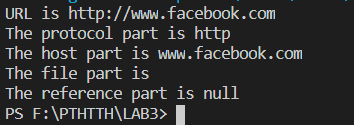 URL is http://www.facebook.com
The protocol part is http
The host part is www.facebook.com
The file part is
The reference part is null
PS F:\PTHTTH\LAB3>